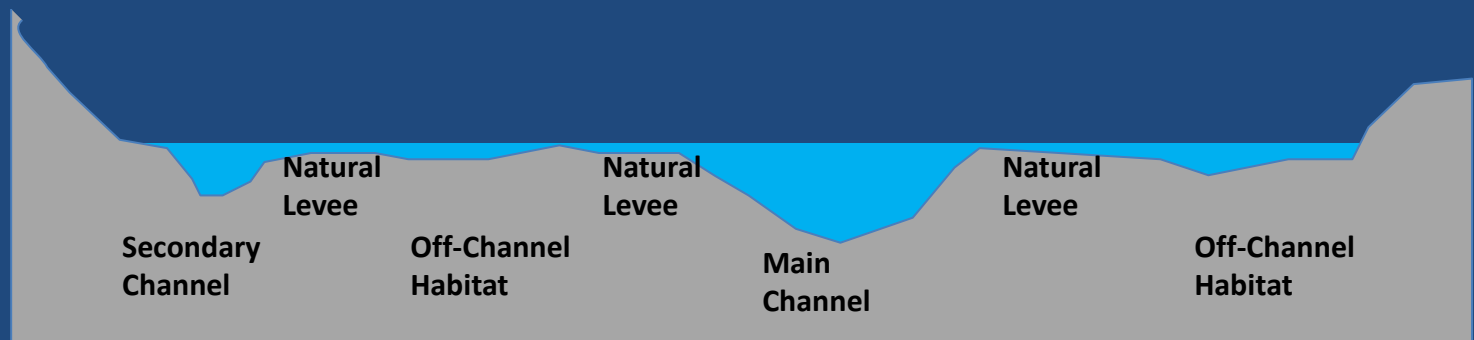 Natural
Levee
Natural
Levee
Natural
Levee
Secondary
Channel
Off-Channel
Habitat
Main
Channel
Off-Channel
Habitat